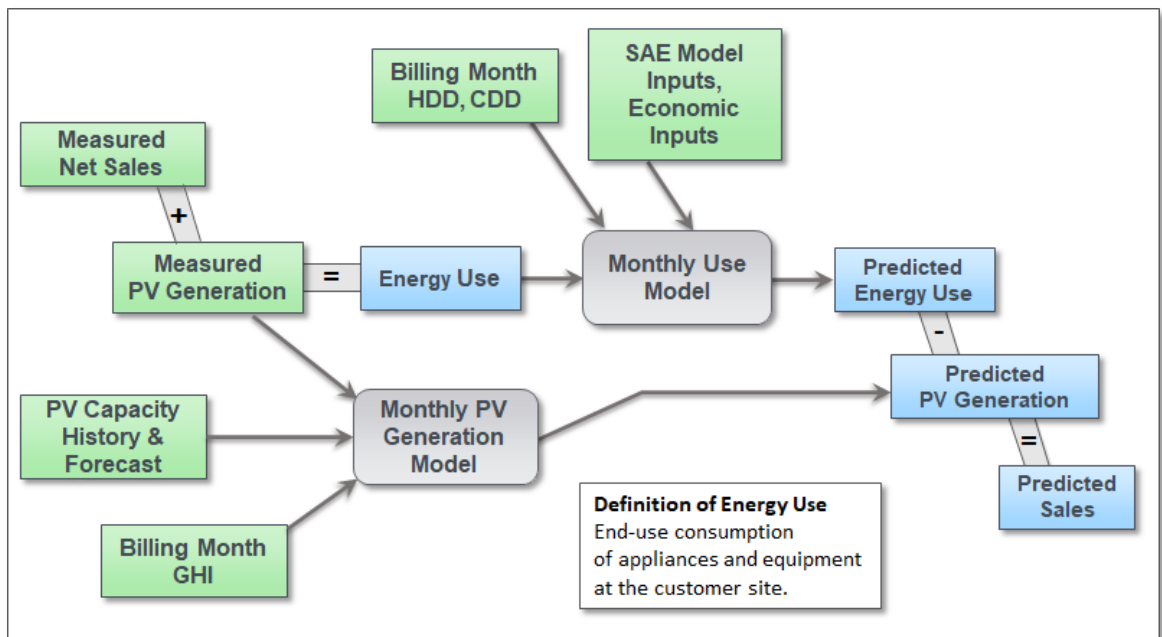 Billing Month
HDD, CDD
SAE Model
Inputs,
Economic
Inputs
Measured
Net Sales
+
Measured
PV Generation
=
Energy Use
Monthly Use
Model
Predicted
Energy Use
-
Predicted
PV Generation
=
Predicted
Sales
PV Capacity
History &
Forecast
Monthly PV
Generation
Model
Billing Month
GHI
Definition of Energy Use
End-use consumption
of appliances and equipment
at the customer site.